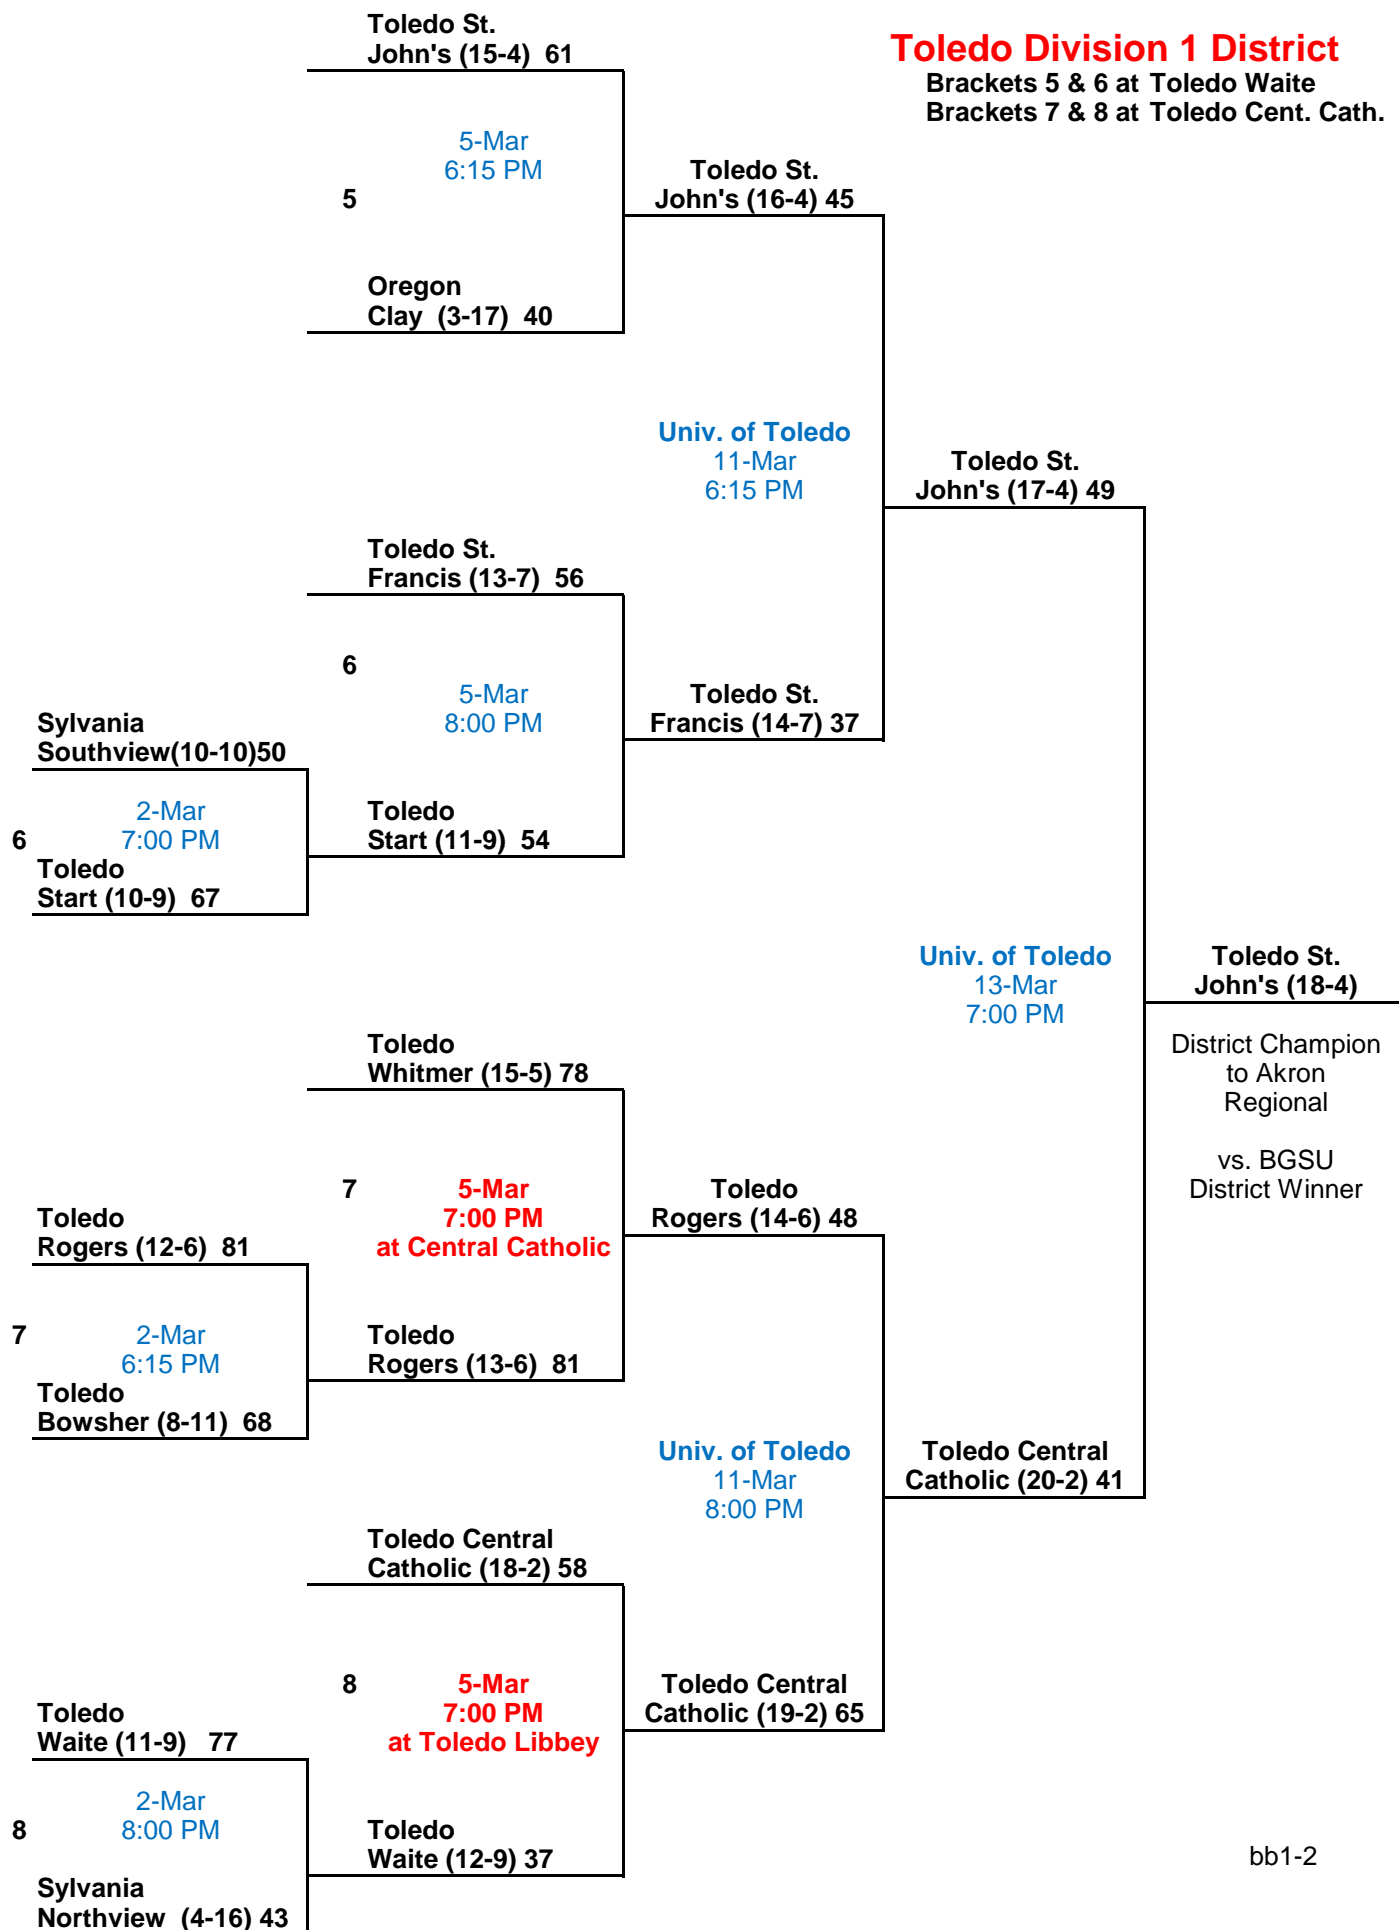 Toledo St.
John's (15-4) 61
Toledo Division 1 District
Brackets 5 & 6 at Toledo Waite
Brackets 7 & 8 at Toledo Cent. Cath.
5-Mar
6:15 PM
5
Toledo St.
John's (16-4) 45
Oregon
Clay (3-17) 40
Univ. of Toledo
11-Mar
6:15 PM
Toledo St.
John's (17-4) 49
Toledo St.
Francis (13-7) 56
6
5-Mar
8:00 PM
Toledo St.
Francis (14-7) 37
Sylvania
Southview(10-10)50
2-Mar
7:00 PM
6
Toledo
Start (10-9) 67
Toledo
Start (11-9) 54
Univ. of Toledo
13-Mar
7:00 PM
Toledo St.
John's (18-4)
District Champion
to Akron
Regional
vs. BGSU
District Winner
Toledo
Whitmer (15-5) 78
7
5-Mar
7:00 PM
at Central Catholic
Toledo
Rogers (14-6) 48
Toledo
Rogers (12-6) 81
7
2-Mar
6:15 PM
Toledo
Bowsher (8-11) 68
Toledo
Rogers (13-6) 81
Univ. of Toledo
11-Mar
8:00 PM
Toledo Central
Catholic (20-2) 41
Toledo Central
Catholic (18-2) 58
8
5-Mar
7:00 PM
at Toledo Libbey
Toledo Central
Catholic (19-2) 65
Toledo
Waite (11-9) 77
2-Mar
8:00 PM
8
Toledo
Waite (12-9) 37
Sylvania
Northview (4-16) 43
bb1-2